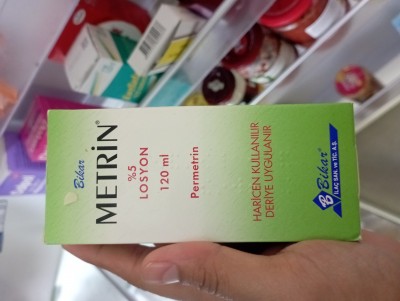 Bikar
METRİN®
%5
LOSYON
120 ml
Permetrin
HARİCEN KULLANILIR
DERİYE UYGULANIR
Bikar®
İLAÇ SAN. ve TİC. A.Ş.